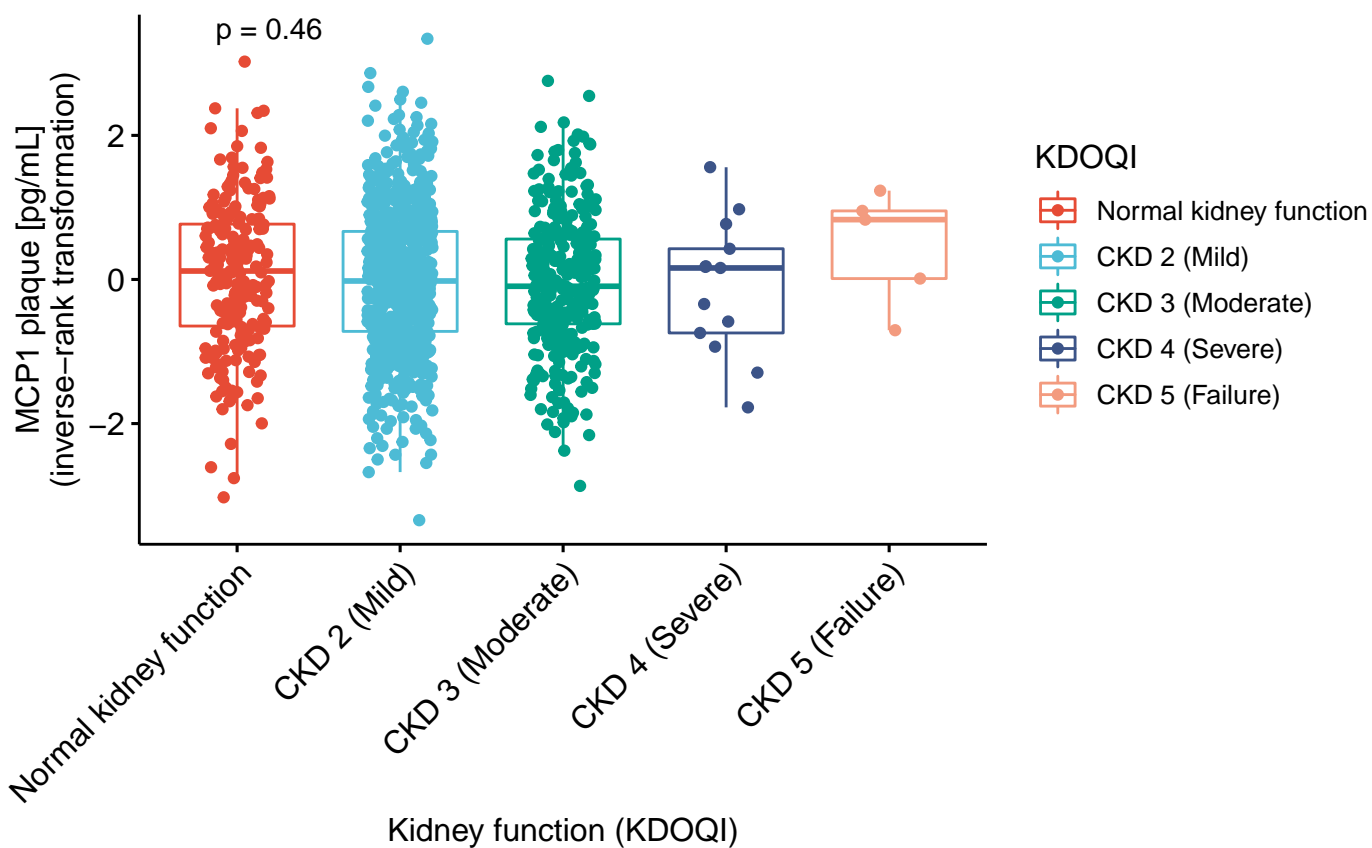 p = 0.46
MCP1 plaque [pg/mL]
(inverse−rank transformation)
2
0
−2
Normal kidney function
CKD 2 (Mild)
CKD 3 (Moderate)
CKD 4 (Severe)
CKD 5 (Failure)
Kidney function (KDOQI)
KDOQI
Normal kidney function
CKD 2 (Mild)
CKD 3 (Moderate)
CKD 4 (Severe)
CKD 5 (Failure)